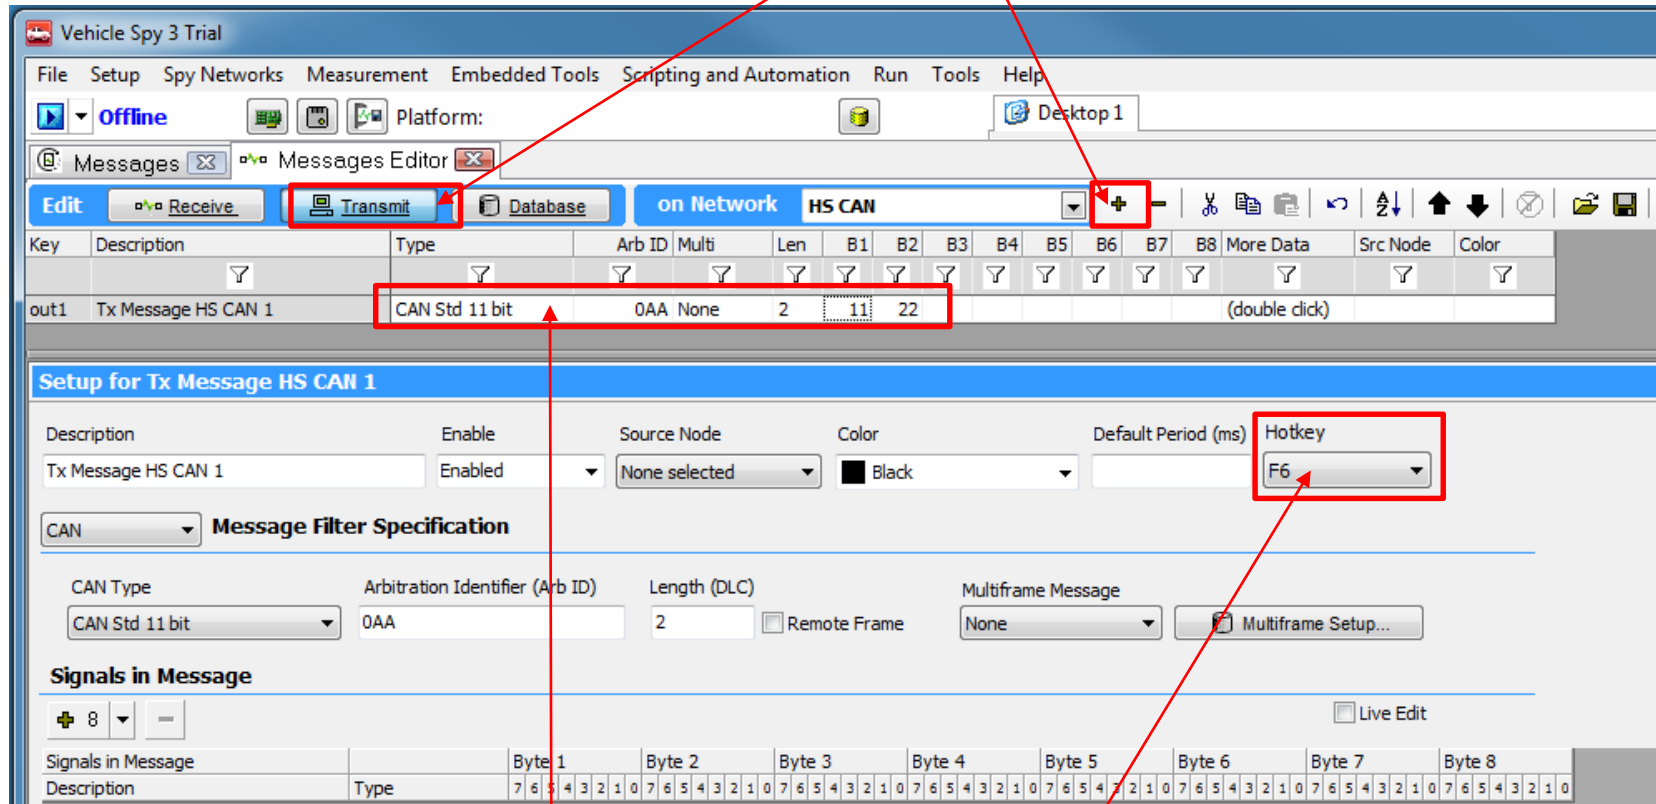 Vehicle Spy 3 Trial
File Setup Spy Networks Measurement Embedded Tools Scripting and Automation Run Tools Help
Offline Platform: Desktop 1
Messages Messages Editor
Edit Receive Transmit Database on Network HS CAN
Key Description Type Arb ID Multi Len B1 B2 B3 B4 B5 B6 B7 B8 More Data Src Node Color
out1 Tx Message HS CAN 1 CAN Std 11 bit 0AA None 2 11 22 (double click)
Setup for Tx Message HS CAN 1
Description Enable Source Node Color Default Period (ms) Hotkey
Tx Message HS CAN 1 Enabled None selected Black F6
CAN Message Filter Specification
CAN Type Arbitration Identifier (Arb ID) Length (DLC) Multiframe Message
CAN Std 11 bit 0AA 2 Remote Frame None Multiframe Setup...
Signals in Message
8 Live Edit
Signals in Message Byte 1 Byte 2 Byte 3 Byte 4 Byte 5 Byte 6 Byte 7 Byte 8
Description Type 7 6 5 4 3 2 1 0 7 6 5 4 3 2 1 0 7 6 5 4 3 2 1 0 7 6 5 4 3 2 1 0 7 6 5 4 3 2 1 0 7 6 5 4 3 2 1 0 7 6 5 4 3 2 1 0 7 6 5 4 3 2 1 0